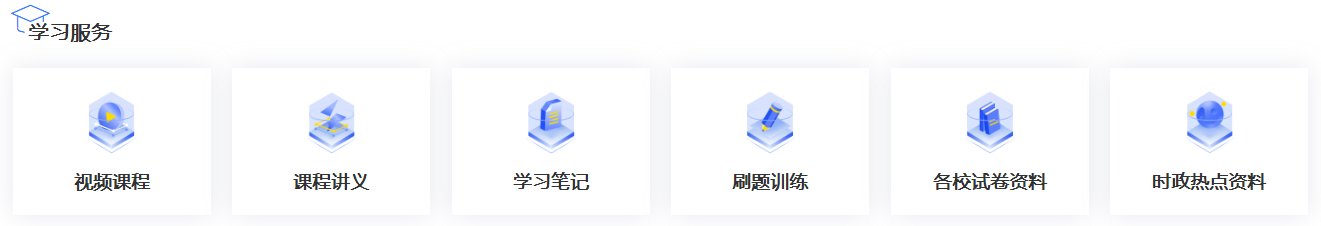 学习服务
视频课程
课程讲义
学习笔记
刷题训练
各校试卷资料
时政热点资料